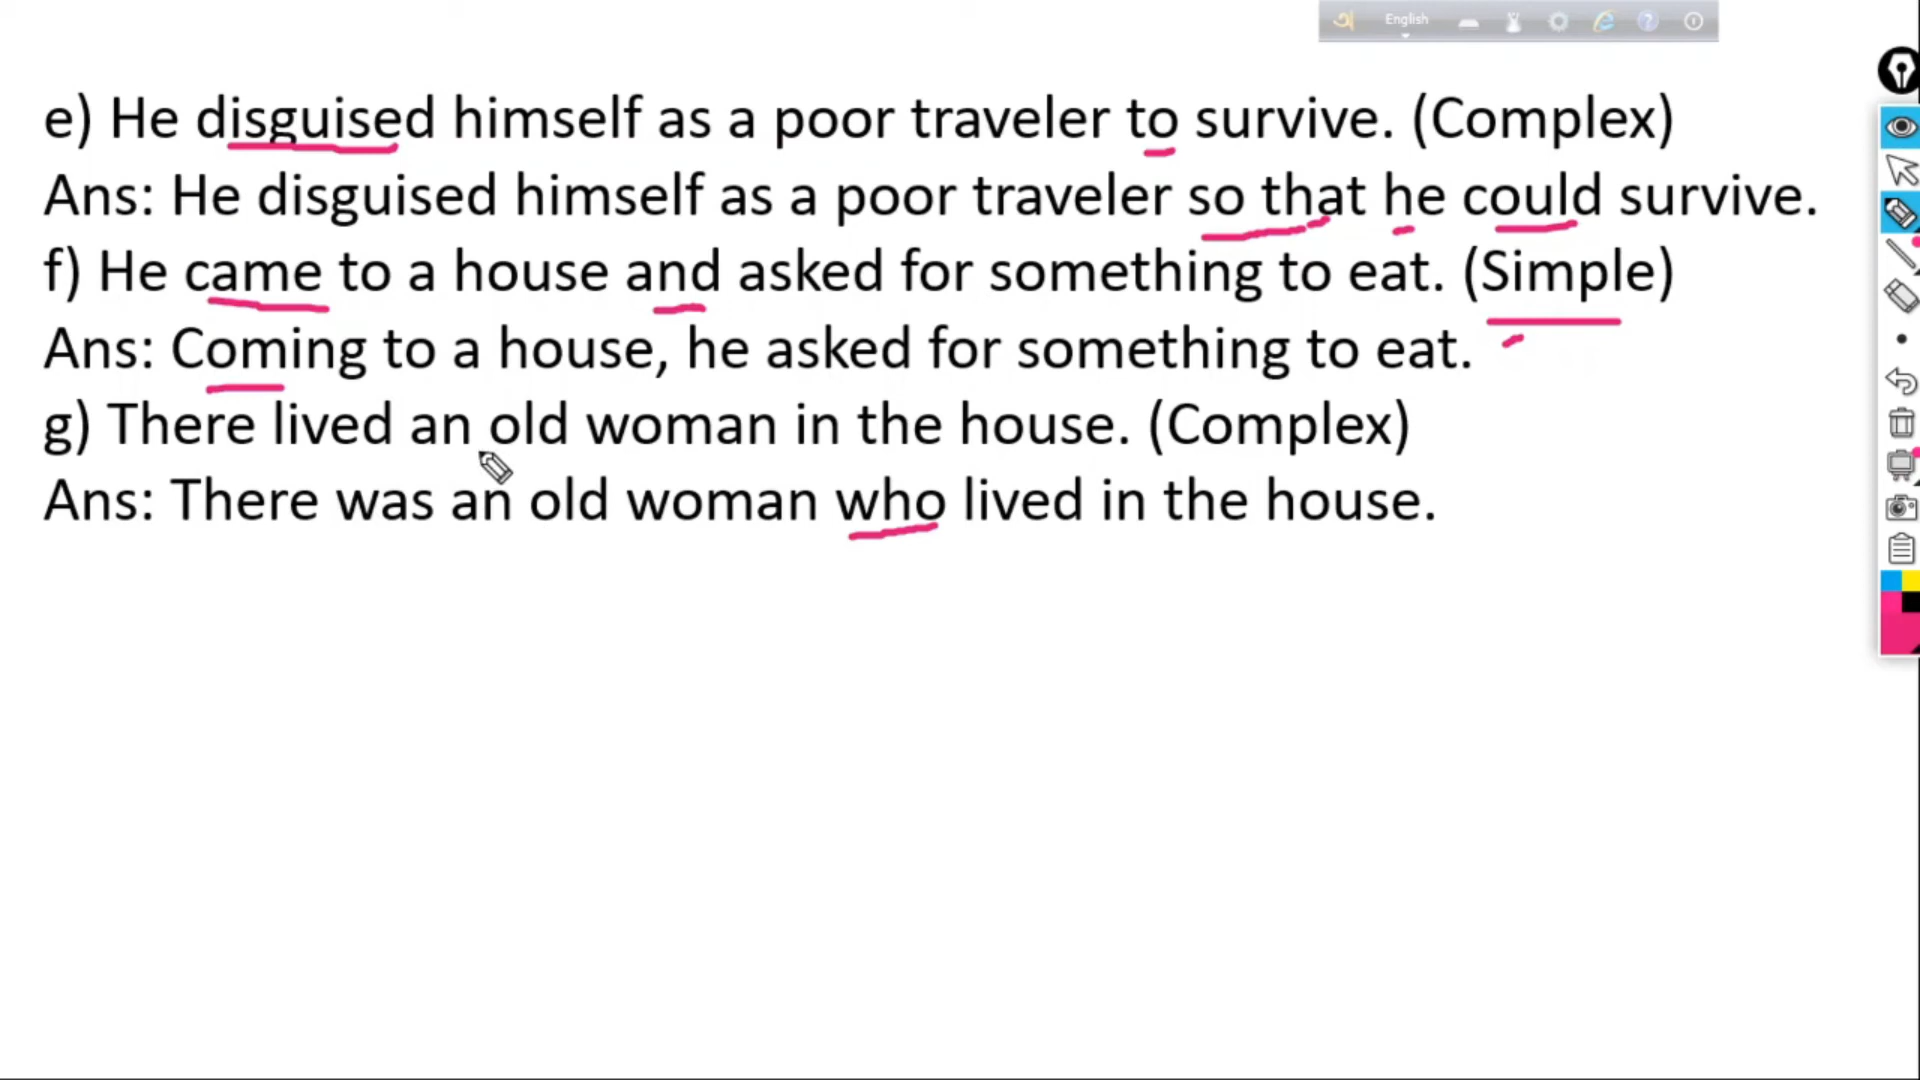 English
e) He disguised himself as a poor traveler to survive. (Complex)
Ans: He disguised himself as a poor traveler so that he could survive.
f) He came to a house and asked for something to eat. (Simple)
Ans: Coming to a house, he asked for something to eat.
g) There lived an old woman in the house. (Complex)
Ans: There was an old woman who lived in the house.